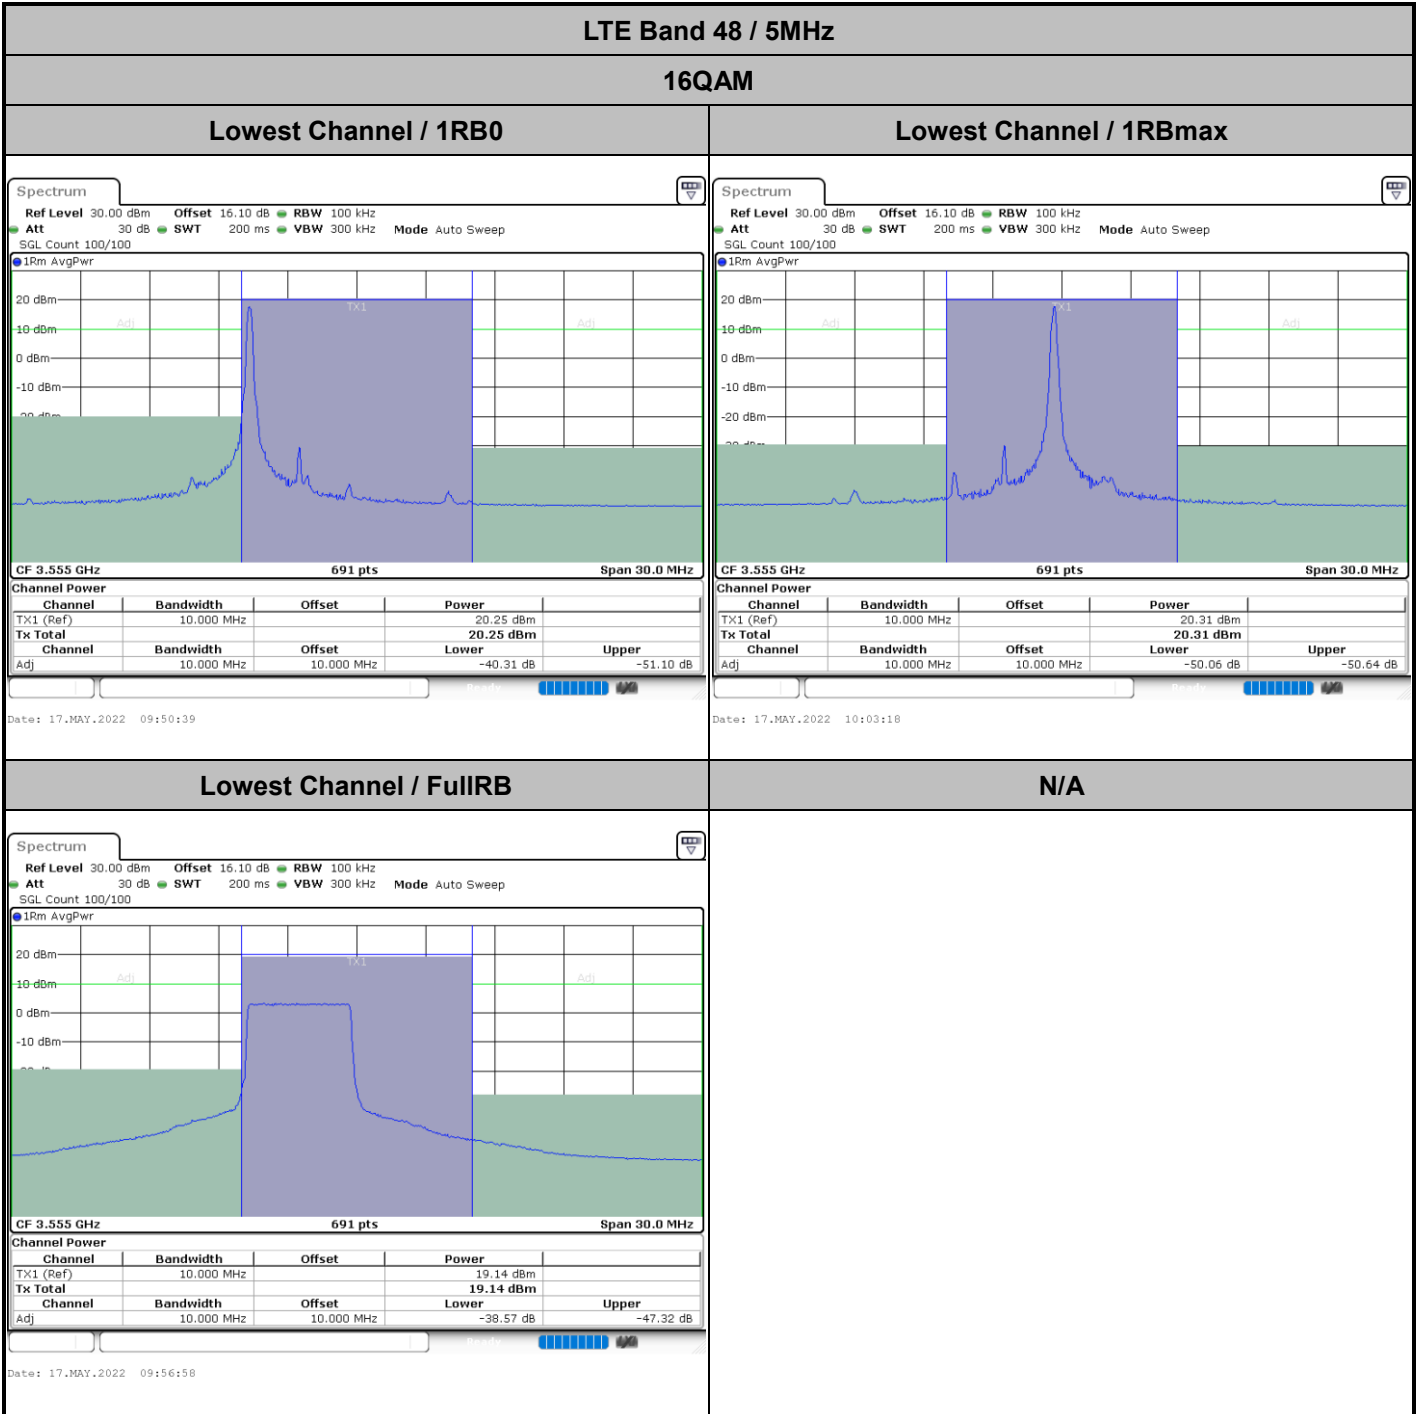 LTE Band 48 / 5MHz
16QAM
Lowest Channel / 1RB0
Lowest Channel / 1RBmax
Spectrum
Ref Level 30.00 dBm Offset 16.10 dB RBW 100 kHz
Att 30 dB SWT 200 ms VBW 300 kHz Mode Auto Sweep
SGL Count 100/100
1Rm AvgPwr
TX1
20 dBm
Adj
Adj
10 dBm
0 dBm
-10 dBm
CF 3.555 GHz 691 pts Span 30.0 MHz
Channel Power
Channel Bandwidth Offset Power
TX1 (Ref) 10.000 MHz 20.25 dBm
Tx Total 20.25 dBm
Channel Bandwidth Offset Lower Upper
Adj 10.000 MHz 10.000 MHz -40.31 dB -51.10 dB
Ready
Date: 17.MAY.2022 09:50:39
Spectrum
Ref Level 30.00 dBm Offset 16.10 dB RBW 100 kHz
Att 30 dB SWT 200 ms VBW 300 kHz Mode Auto Sweep
SGL Count 100/100
1Rm AvgPwr
TX1
20 dBm
Adj
Adj
10 dBm
0 dBm
-10 dBm
-20 dBm
CF 3.555 GHz 691 pts Span 30.0 MHz
Channel Power
Channel Bandwidth Offset Power
TX1 (Ref) 10.000 MHz 20.31 dBm
Tx Total 20.31 dBm
Channel Bandwidth Offset Lower Upper
Adj 10.000 MHz 10.000 MHz -50.06 dB -50.64 dB
Ready
Date: 17.MAY.2022 10:03:18
Lowest Channel / FullRB
N/A
Spectrum
Ref Level 30.00 dBm Offset 16.10 dB RBW 100 kHz
Att 30 dB SWT 200 ms VBW 300 kHz Mode Auto Sweep
SGL Count 100/100
1Rm AvgPwr
20 dBm
TX1
Adj
Adj
10 dBm
0 dBm
-10 dBm
CF 3.555 GHz 691 pts Span 30.0 MHz
Channel Power
Channel Bandwidth Offset Power
TX1 (Ref) 10.000 MHz 19.14 dBm
Tx Total 19.14 dBm
Channel Bandwidth Offset Lower Upper
Adj 10.000 MHz 10.000 MHz -38.57 dB -47.32 dB
Ready
Date: 17.MAY.2022 09:56:58